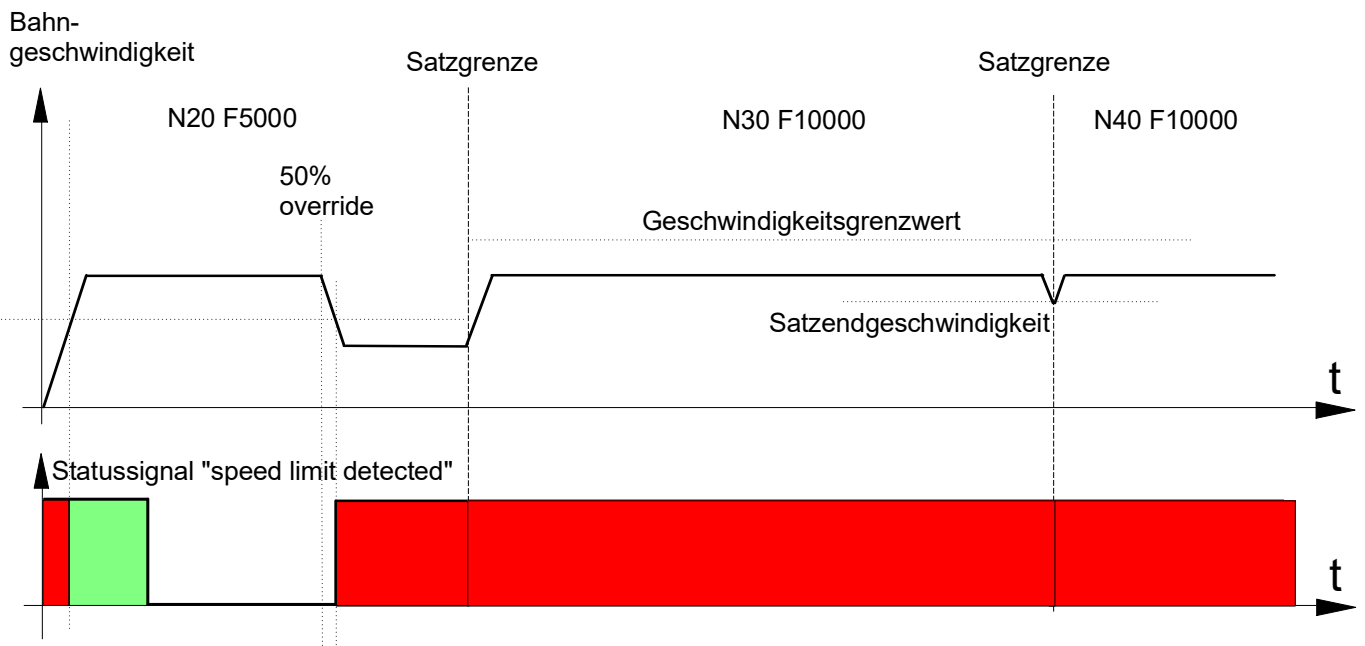 Bahn-
geschwindigkeit
Satzgrenze
Satzgrenze
N20 F5000
N30 F10000
N40 F10000
50%
override
Geschwindigkeitsgrenzwert
Satzendgeschwindigkeit
t
Statussignal "speed limit detected"
t